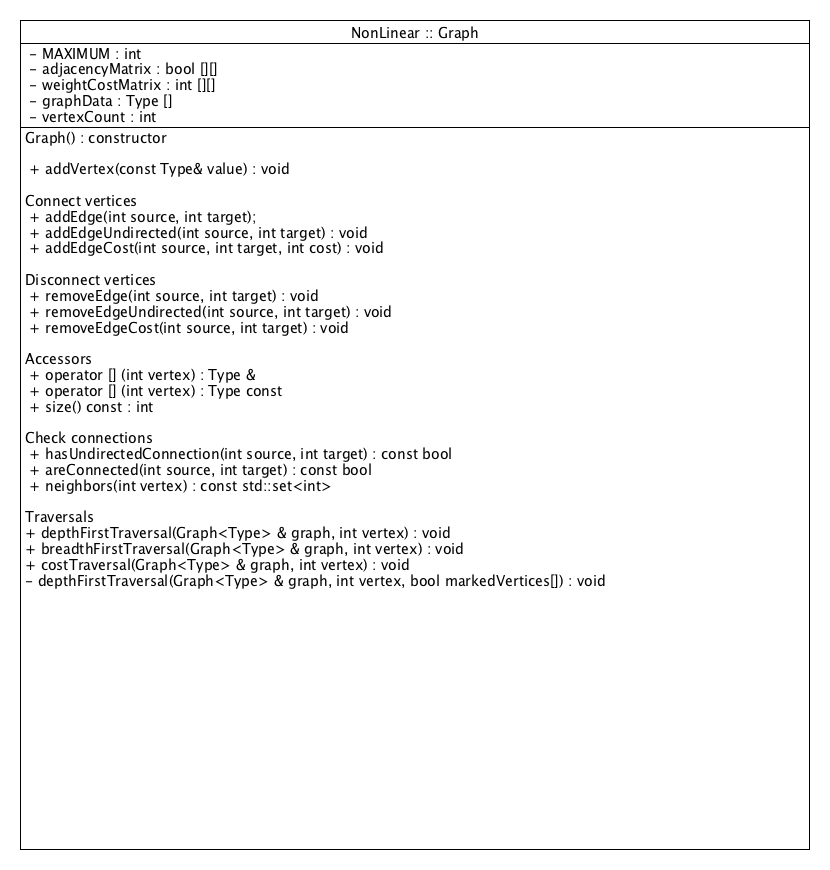 NonLinear :: Graph
– MAXIMUM : int
– adjacencyMatrix : bool [][]
– weightCostMatrix : int [][]
– graphData : Type []
– vertexCount : int
Graph() : constructor
+ addVertex(const Type& value) : void
Connect vertices
+ addEdge(int source, int target);
+ addEdgeUndirected(int source, int target) : void
+ addEdgeCost(int source, int target, int cost) : void
Disconnect vertices
+ removeEdge(int source, int target) : void
+ removeEdgeUndirected(int source, int target) : void
+ removeEdgeCost(int source, int target) : void
Accessors
+ operator [] (int vertex) : Type &
+ operator [] (int vertex) : Type const
+ size() const : int
Check connections
+ hasUndirectedConnection(int source, int target) : const bool
+ areConnected(int source, int target) : const bool
+ neighbors(int vertex) : const std::set<int>
Traversals
+ depthFirstTraversal(Graph<Type> & graph, int vertex) : void
+ breadthFirstTraversal(Graph<Type> & graph, int vertex) : void
+ costTraversal(Graph<Type> & graph, int vertex) : void
– depthFirstTraversal(Graph<Type> & graph, int vertex, bool markedVertices[]) : void